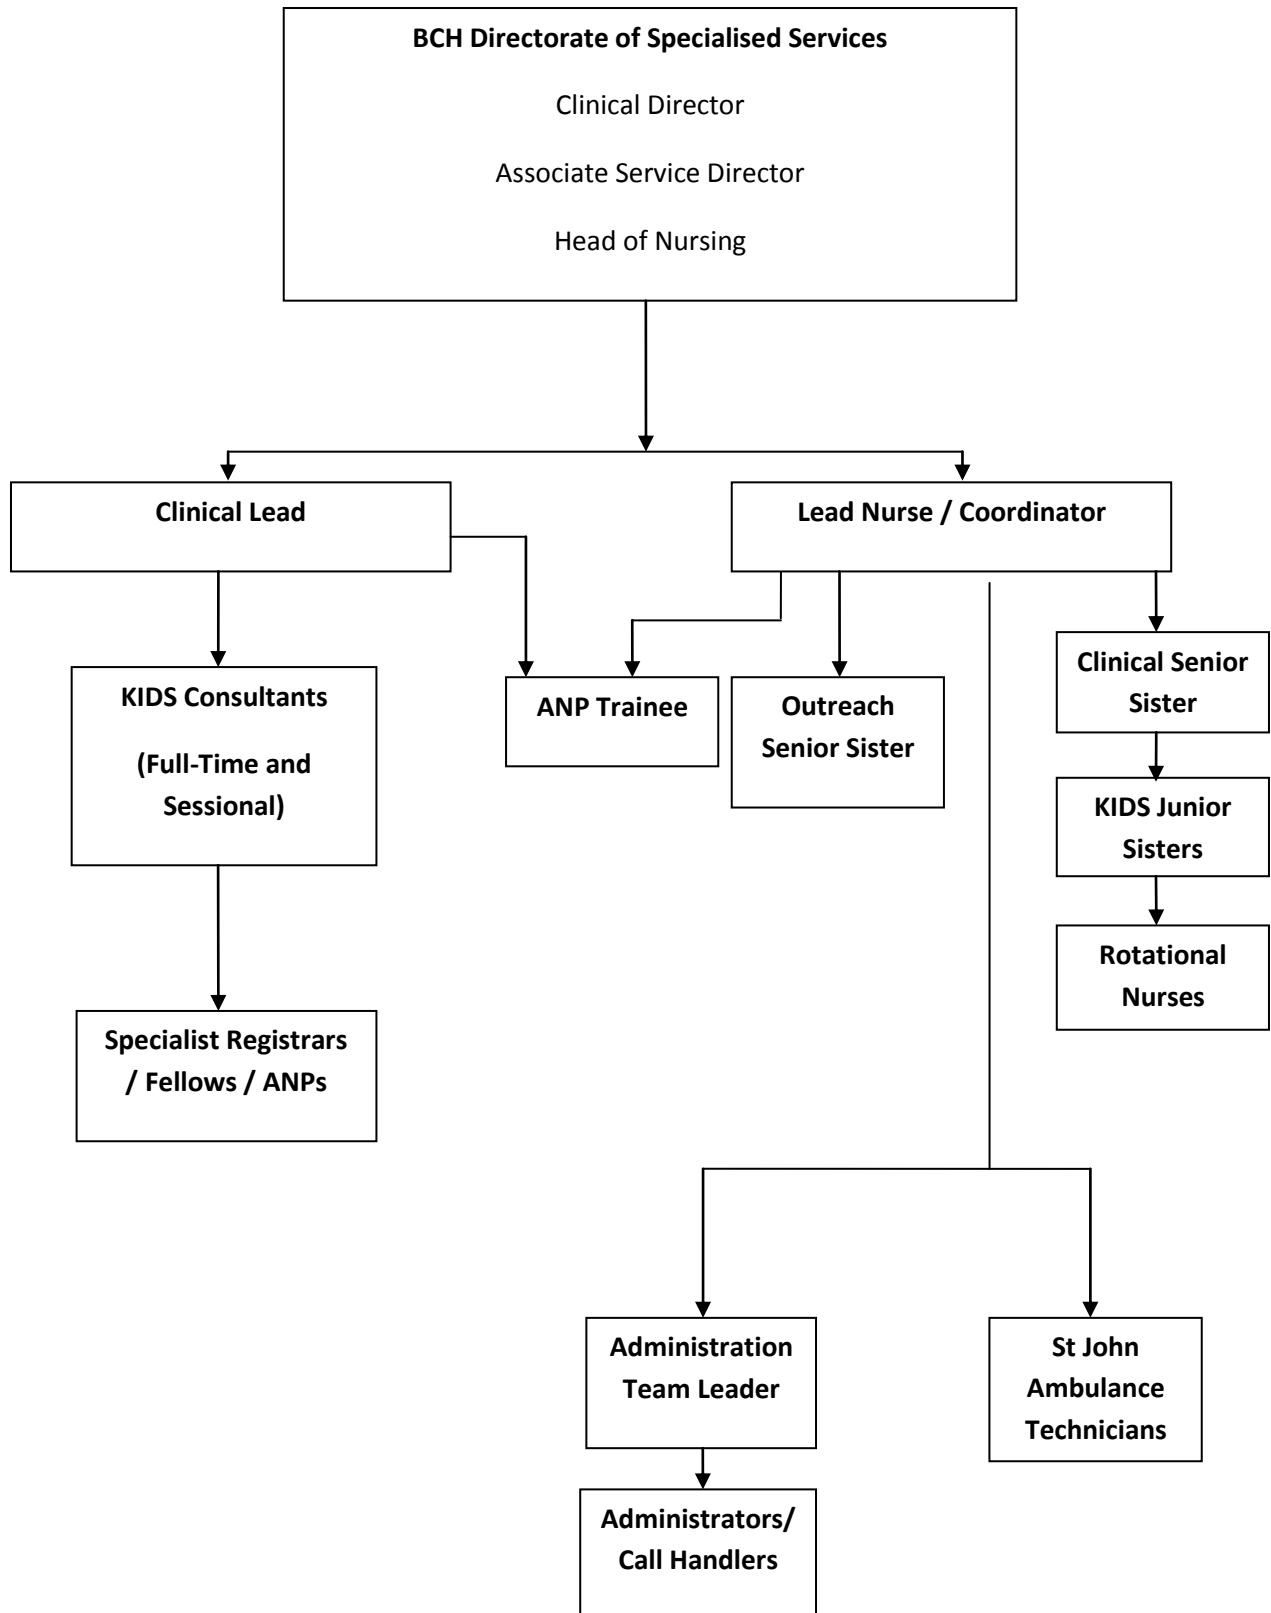 BCH Directorate of Specialised Services
Clinical Director
Associate Service Director
Head of Nursing
Clinical Lead
Lead Nurse / Coordinator
KIDS Consultants
(Full-Time and
Sessional)
ANP Trainee
Outreach
Senior Sister
Clinical Senior
Sister
KIDS Junior
Sisters
Rotational
Nurses
Specialist Registrars
/ Fellows / ANPs
Administration
Team Leader
St John
Ambulance
Technicians
Administrators/
Call Handlers